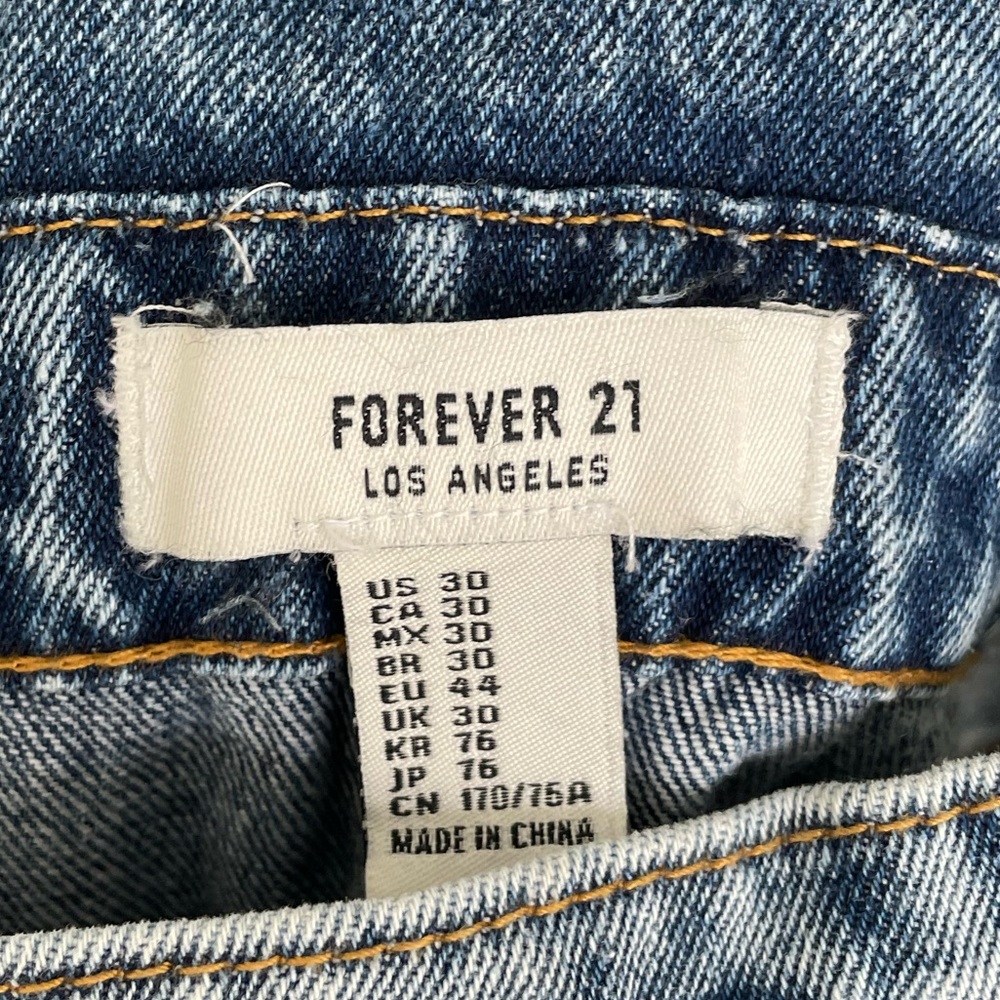 FOREVER 21
LOS ANGELES
US 30
CA 30
MX 30
BR 30
EU 44
UK 30
KR 76
JP 76
CN 170/76A
MADE IN CHINA